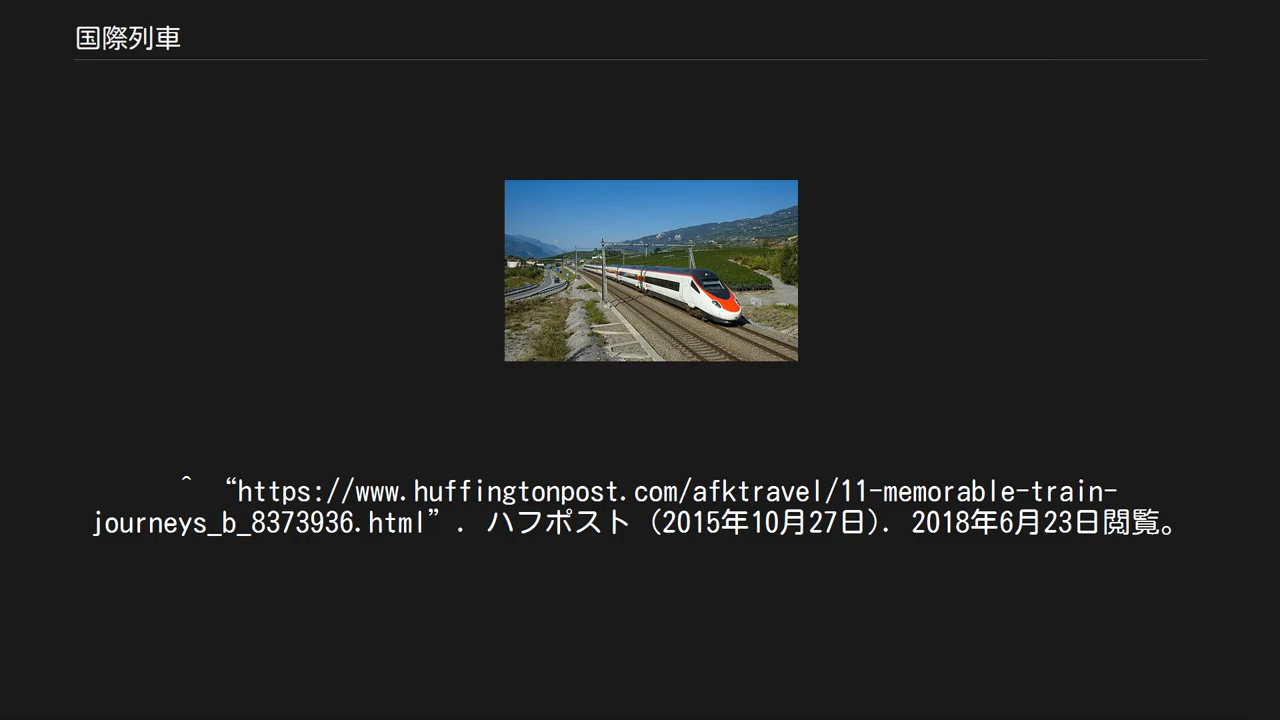 国際列車
^ “https://www.huffingtonpost.com/afktravel/11-memorable-train-
journeys_b_8373936.html”. ハフポスト (2015年10月27日). 2018年6月23日閲覧。